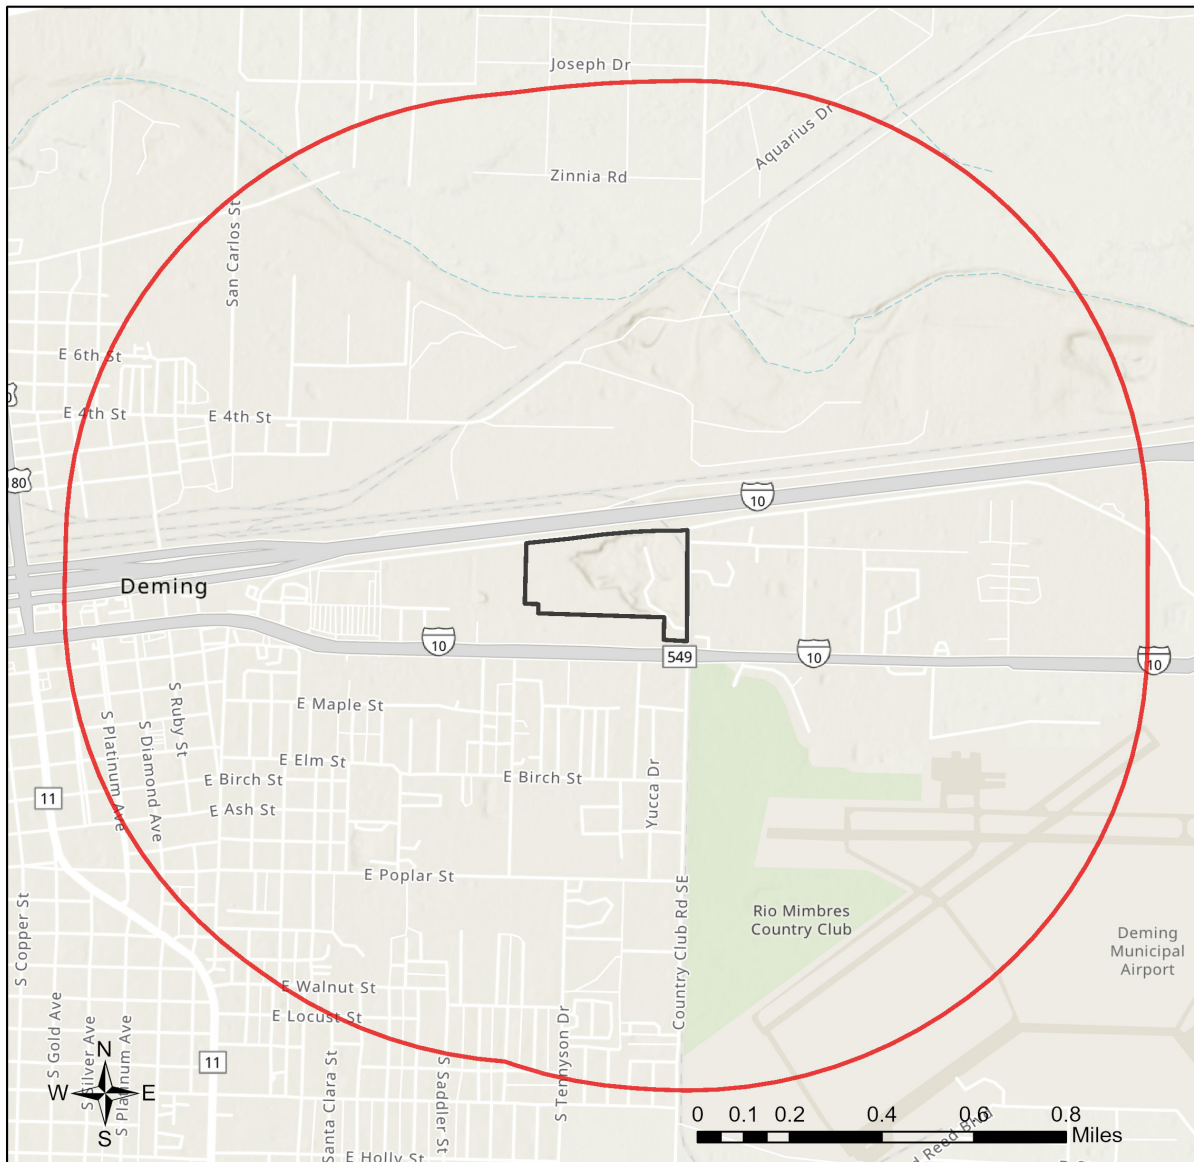 Joseph Dr
Aquarius Dr
Zinnia Rd
San Carlos St
E 6th St
E 4th St
E 4th St
80
10
Deming
10
549
10
10
S Ruby St
E Maple St
S Platinum Ave
S Diamond Ave
E Elm St
E Birch St
E Birch St
Yucca Dr
11
E Ash St
E Poplar St
S Copper St
Rio Mimbres
Country Club
Country Club Rd SE
Deming
Municipal
Airport
E Walnut St
E Locust St
S Gold Ave
S Silver Ave
S Platinum Ave
11
Santa Clara St
S Saddler St
S Tennyson Dr
N
W E
S
0 0.1 0.2 0.4 0.6 0.8
Miles
Reed Blvd
E Holly St